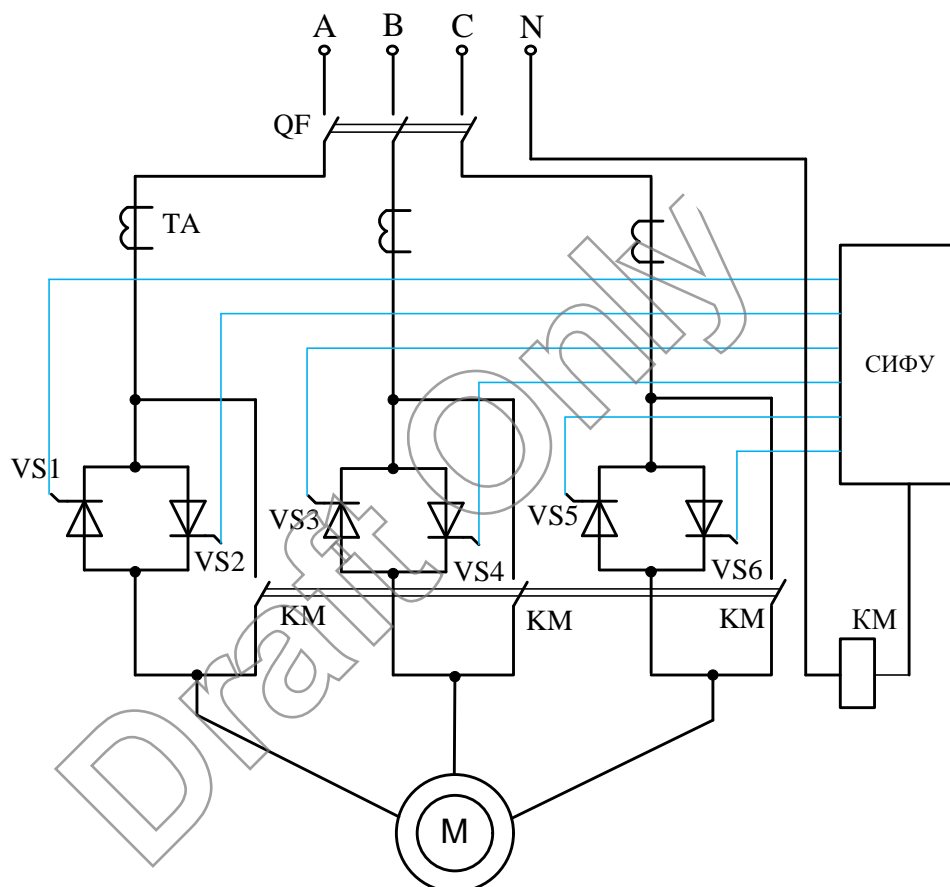 A B C N
QF
TA
СИФУ
VS1
VS2
VS3
VS4
VS5
VS6
KM
KM
KM
KM
M
Draft Only